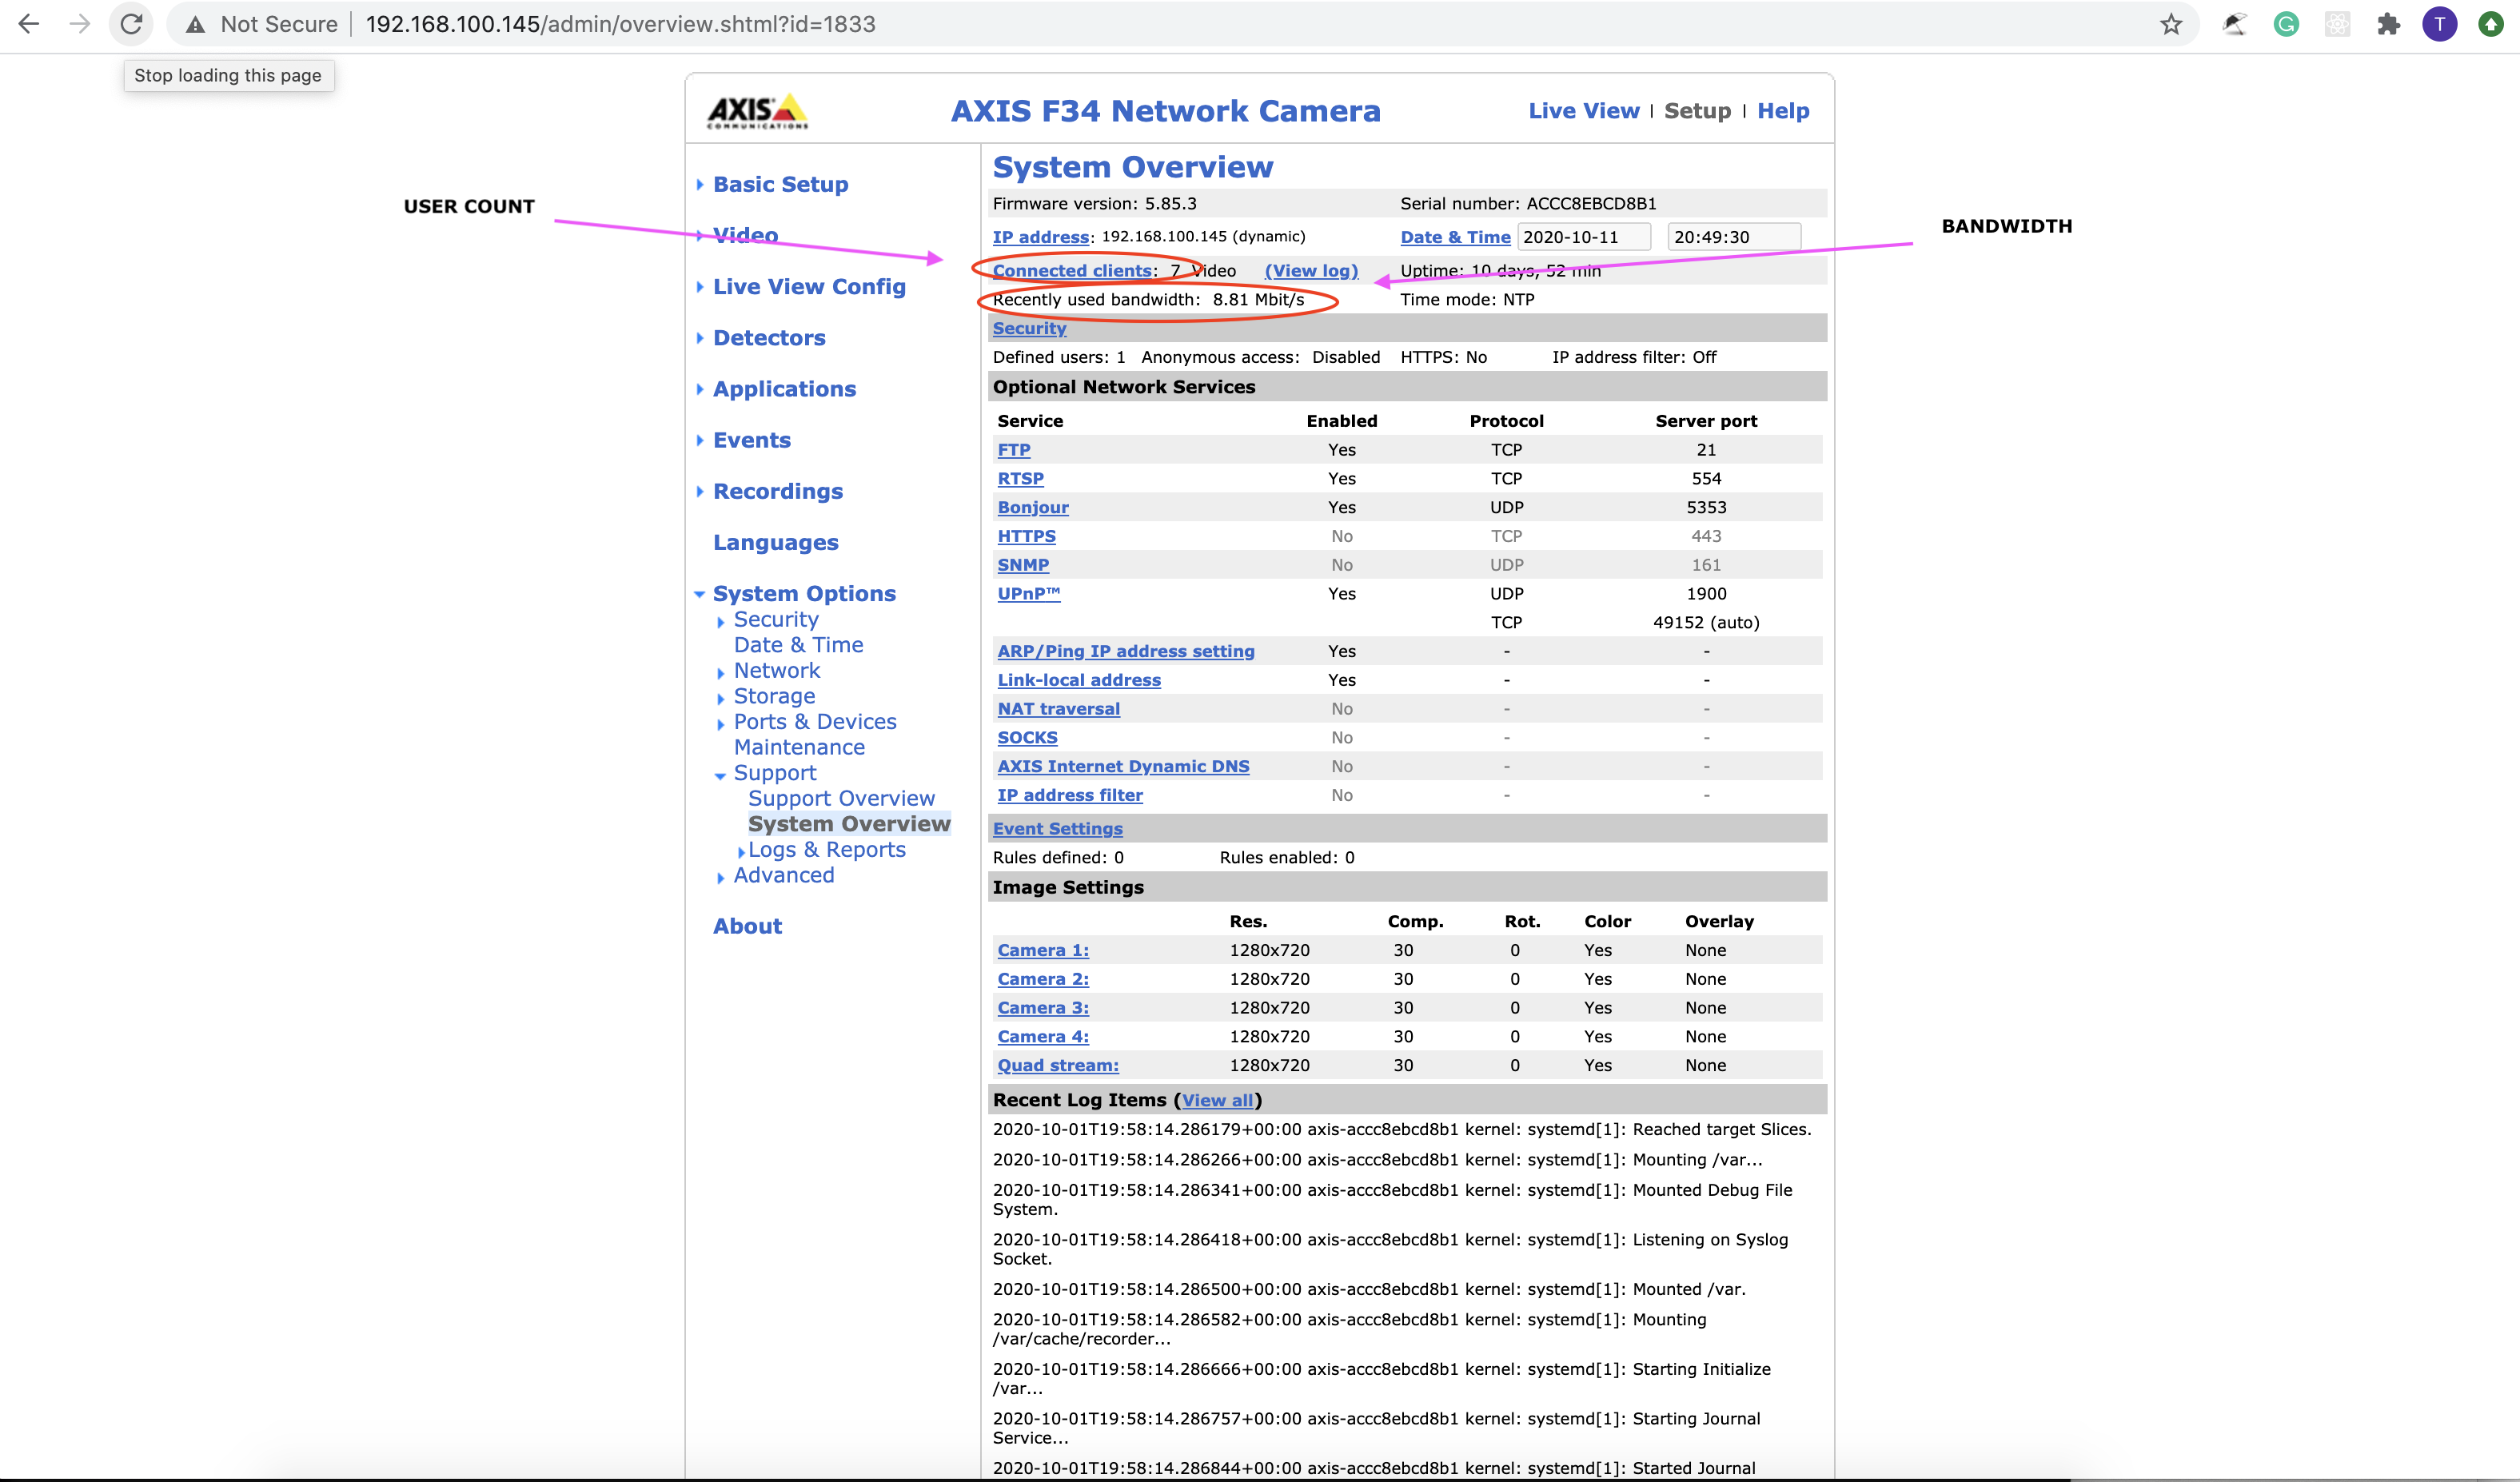 Not Secure | 192.168.100.145/admin/overview.shtml?id=1833
T
Stop loading this page
AXIS
COMMUNICATIONS
AXIS F34 Network Camera
Live View | Setup | Help
USER COUNT
BANDWIDTH
Basic Setup
Video
Live View Config
Detectors
Applications
Events
Recordings
Languages
System Options
Security
Date & Time
Network
Storage
Ports & Devices
Maintenance
Support
Support Overview
System Overview
Logs & Reports
Advanced
About
System Overview
Firmware version: 5.85.3 Serial number: ACCC8EBCD8B1
IP address: 192.168.100.145 (dynamic) Date & Time 2020-10-11 20:49:30
Connected clients: 7 Video (View log) Uptime: 10 days, 52 min
Recently used bandwidth: 8.81 Mbit/s Time mode: NTP
Security
Defined users: 1 Anonymous access: Disabled HTTPS: No IP address filter: Off
Optional Network Services
Service Enabled Protocol Server port
FTP Yes TCP 21
RTSP Yes TCP 554
Bonjour Yes UDP 5353
HTTPS No TCP 443
SNMP No UDP 161
UPnP™ Yes UDP 1900
TCP 49152 (auto)
ARP/Ping IP address setting Yes - -
Link-local address Yes - -
NAT traversal No - -
SOCKS No - -
AXIS Internet Dynamic DNS No - -
IP address filter No - -
Event Settings
Rules defined: 0 Rules enabled: 0
Image Settings
Res. Comp. Rot. Color Overlay
Camera 1: 1280x720 30 0 Yes None
Camera 2: 1280x720 30 0 Yes None
Camera 3: 1280x720 30 0 Yes None
Camera 4: 1280x720 30 0 Yes None
Quad stream: 1280x720 30 0 Yes None
Recent Log Items (View all)
2020-10-01T19:58:14.286179+00:00 axis-accc8ebcd8b1 kernel: systemd[1]: Reached target Slices.
2020-10-01T19:58:14.286266+00:00 axis-accc8ebcd8b1 kernel: systemd[1]: Mounting /var...
2020-10-01T19:58:14.286341+00:00 axis-accc8ebcd8b1 kernel: systemd[1]: Mounted Debug File
System.
2020-10-01T19:58:14.286418+00:00 axis-accc8ebcd8b1 kernel: systemd[1]: Listening on Syslog
Socket.
2020-10-01T19:58:14.286500+00:00 axis-accc8ebcd8b1 kernel: systemd[1]: Mounted /var.
2020-10-01T19:58:14.286582+00:00 axis-accc8ebcd8b1 kernel: systemd[1]: Mounting
/var/cache/recorder...
2020-10-01T19:58:14.286666+00:00 axis-accc8ebcd8b1 kernel: systemd[1]: Starting Initialize
/var...
2020-10-01T19:58:14.286757+00:00 axis-accc8ebcd8b1 kernel: systemd[1]: Starting Journal
Service...
2020-10-01T19:58:14.286844+00:00 axis-accc8ebcd8b1 kernel: systemd[1]: Started Journal